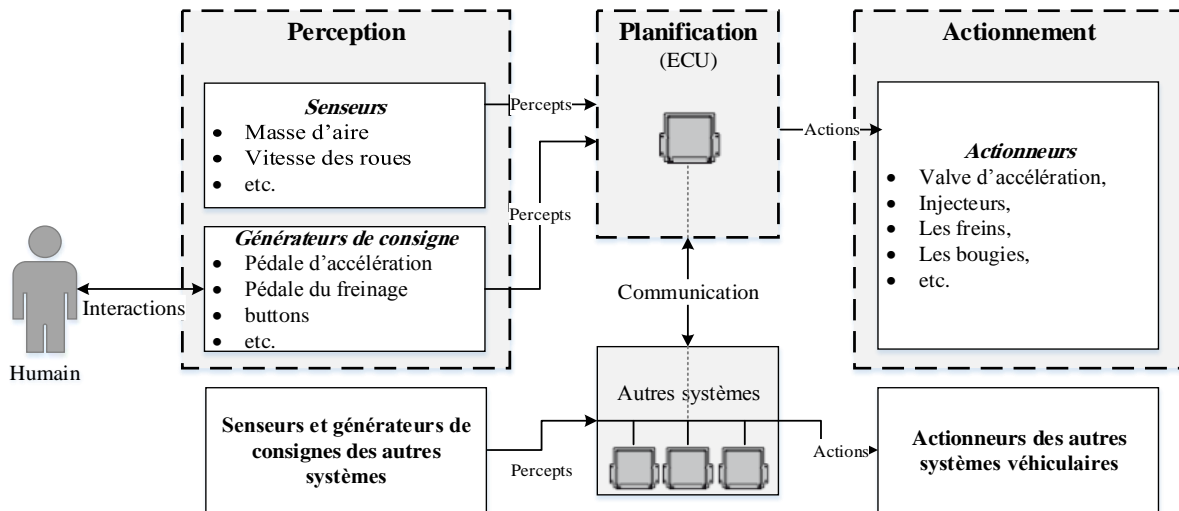 Perception
Senseurs
• Masse d’aire
• Vitesse des roues
• etc.
Générateurs de consigne
• Pédale d’accélération
• Pédale du freinage
• buttons
• etc.
Interactions
Humain
Percepts
Percepts
Planification
(ECU)
Actions
Actionnement
Actionneurs
• Valve d’accélération,
• Injecteurs,
• Les freins,
• Les bougies,
• etc.
Communication
Senseurs et générateurs de
consignes des autres
systèmes
Percepts
Autres systèmes
Actions
Actionneurs des autres
systèmes véhiculaires